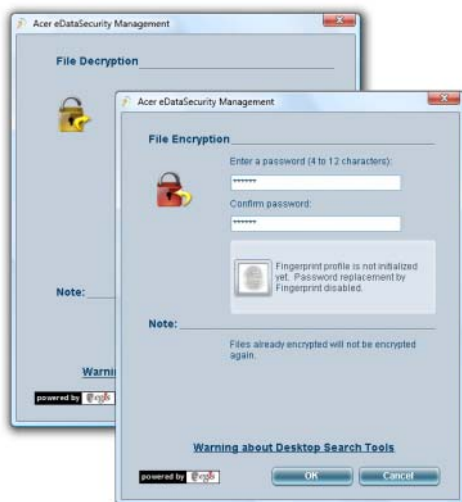 Acer eDataSecurity Management
File Decryption
Note:
Warni
powered by egis
Acer eDataSecurity Management
File Encryption
Enter a password (4 to 12 characters):
******
Confirm password:
******
Fingerprint profile is not initialized
yet. Password replacement by
Fingerprint disabled.
Note:
Files already encrypted will not be encrypted
again.
Warning about Desktop Search Tools
powered by egis
OK
Cancel